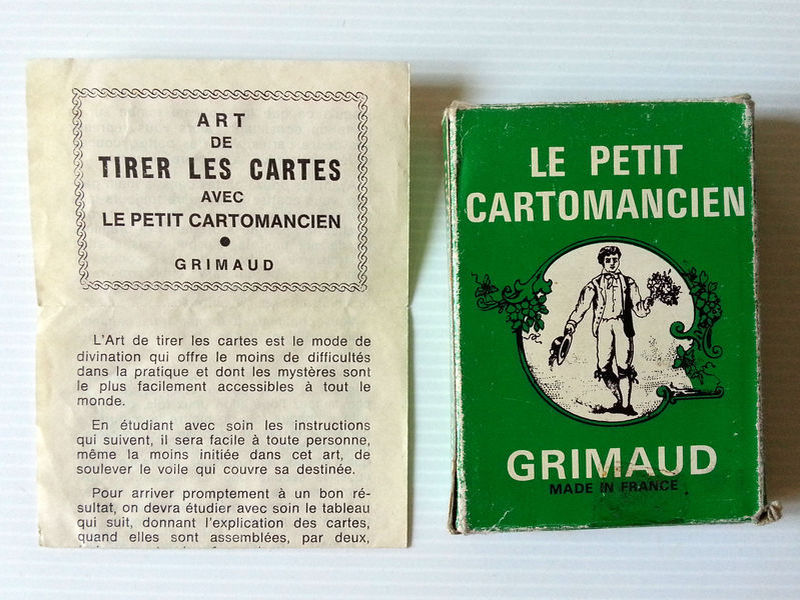 ART
DE
TIRER LES CARTES
AVEC
LE PETIT CARTOMANCIEN
●
GRIMAUD
L'Art de tirer les cartes est le mode de
divination qui offre le moins de difficultés
dans la pratique et dont les mystères sont
le plus facilement accessibles à tout le
monde.
En étudiant avec soin les instructions
qui suivent, il sera facile à toute personne,
même la moins initiée dans cet art, de
soulever le voile qui couvre sa destinée.
Pour arriver promptement à un bon ré-
sultat, on devra étudier avec soin le tableau
qui suit, donnant l'explication des cartes,
quand elles sont assemblées, par deux,
LE PETIT
CARTOMANCIEN
GRIMAUD
MADE IN FRANCE